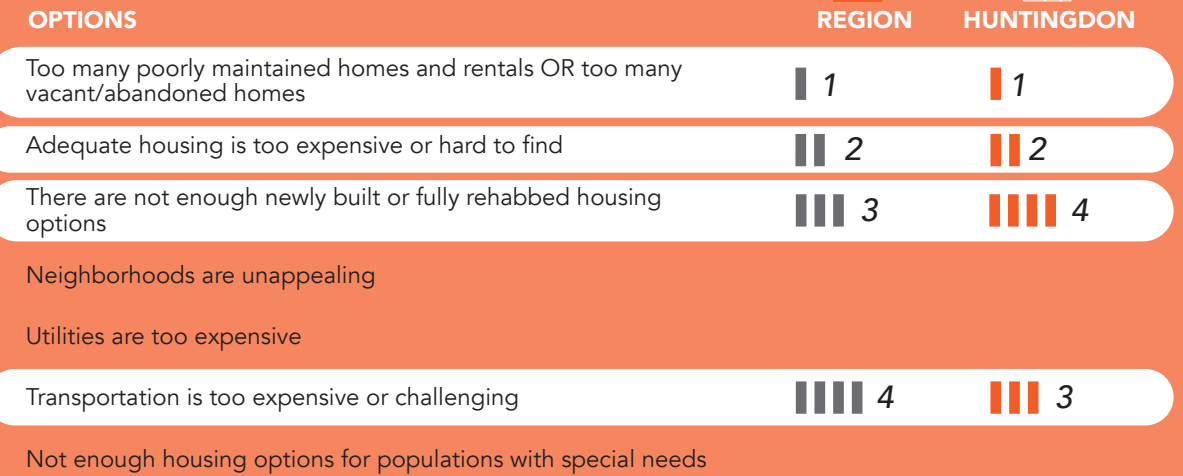 OPTIONS REGION HUNTINGDON
Too many poorly maintained homes and rentals OR too many
vacant/abandoned homes 1 1
Adequate housing is too expensive or hard to find 2 2
There are not enough newly built or fully rehabbed housing
options 3 4
Neighborhoods are unappealing
Utilities are too expensive
Transportation is too expensive or challenging 4 3
Not enough housing options for populations with special needs